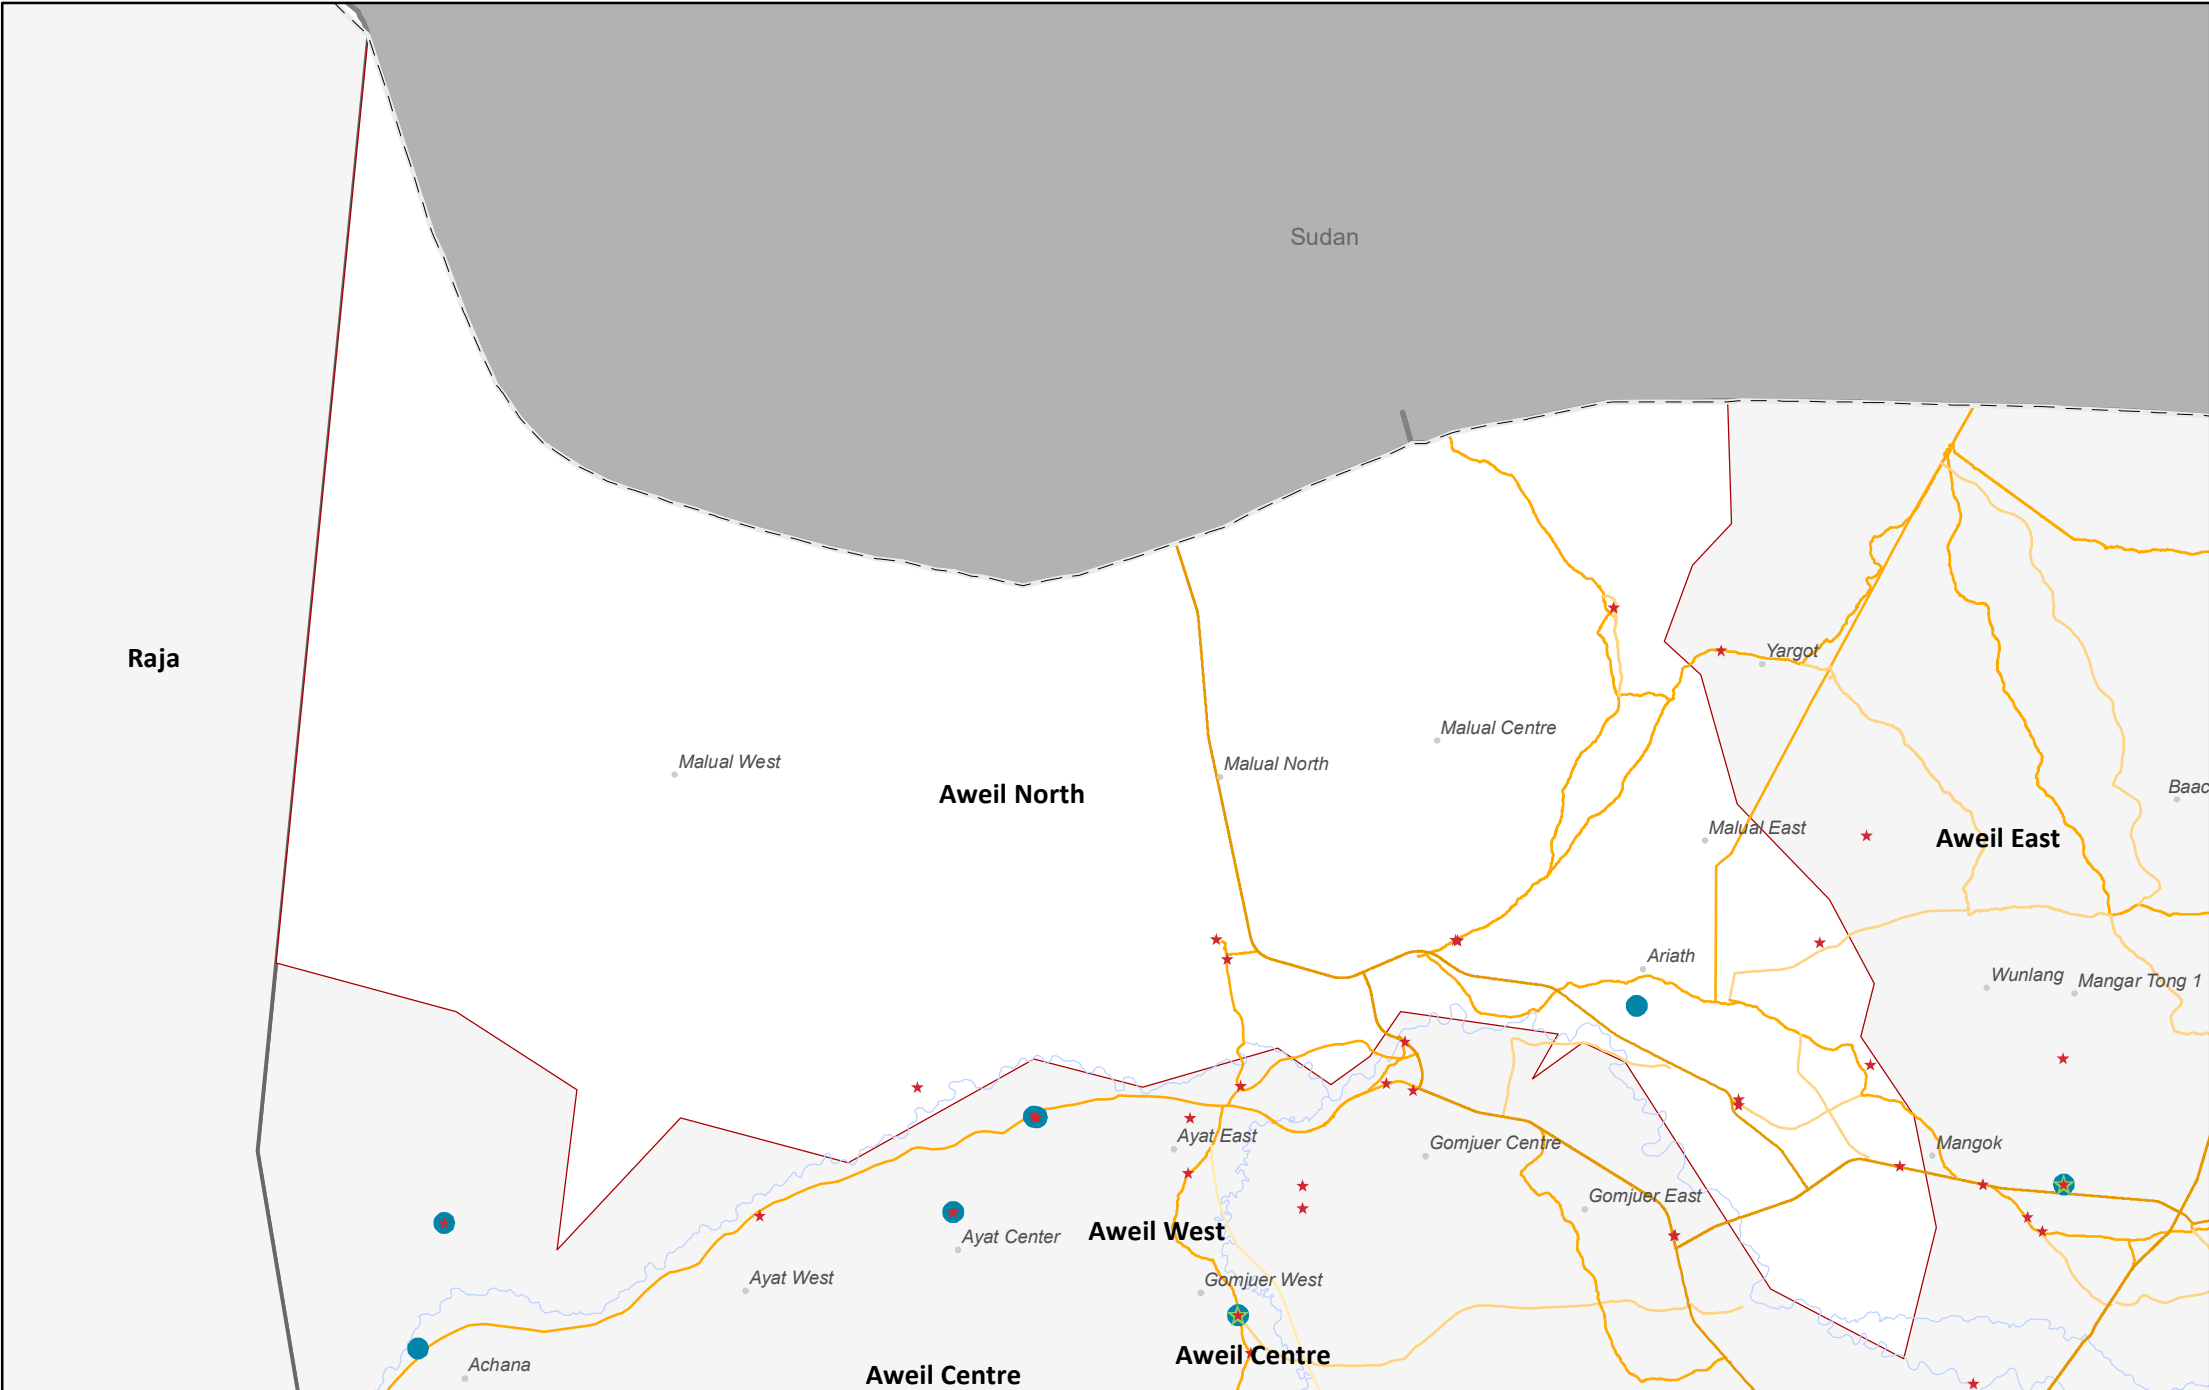 Sudan
Yargot
Raja
Malual Centre
Malual West
Malual North
Aweil North
Baac
Malual East
Aweil East
Ariath
Wunlang
Mangar Tong 1
Ayat East
Gomjuer Centre
Mangok
Gomjuer East
Aweil West
Ayat Center
Ayat West
Gomjuer West
Aweil Centre
Achana
Aweil Centre